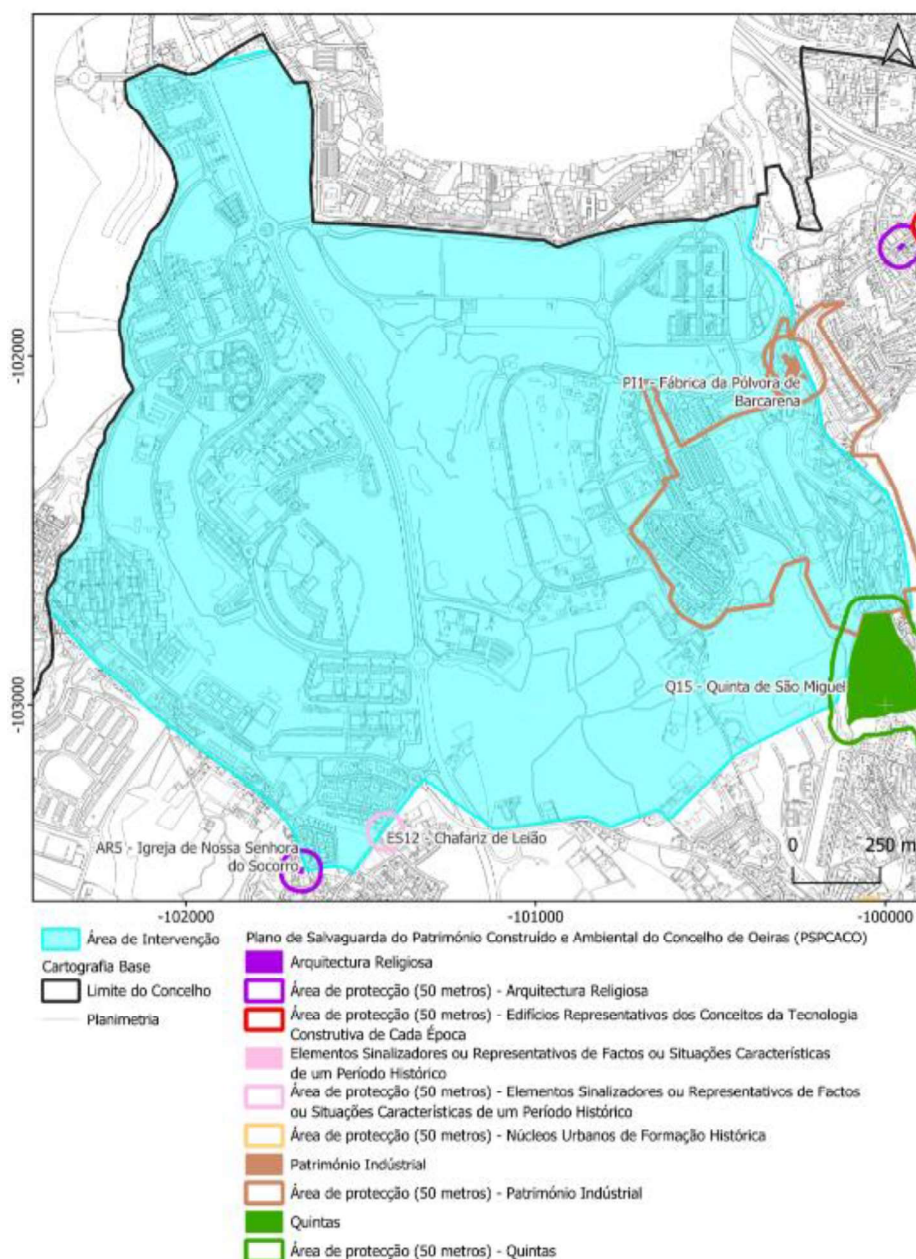 -102000
PI1 - Fábrica da Pólvora de
Barcarena
Q15 - Quinta de São Miguel
-103000
ES12 - Chafariz de Leião
AR5 - Igreja de Nossa Senhora
do Socorro
0
250 m
-102000
-101000
-100000
Área de Intervenção
Cartografia Base
Limite do Concelho
Planimetria
Plano de Salvaguarda do Património Construído e Ambiental do Concelho de Oeiras (PSPCACO)
Arquitectura Religiosa
Área de protecção (50 metros) - Arquitectura Religiosa
Área de protecção (50 metros) - Edifícios Representativos dos Conceitos da Tecnologia
Construtiva de Cada Época
Elementos Sinalizadores ou Representativos de Factos ou Situações Características
de um Período Histórico
Área de protecção (50 metros) - Elementos Sinalizadores ou Representativos de Factos
ou Situações Características de um Período Histórico
Área de protecção (50 metros) - Núcleos Urbanos de Formação Histórica
Património Indústrial
Área de protecção (50 metros) - Património Indústrial
Quintas
Área de protecção (50 metros) - Quintas